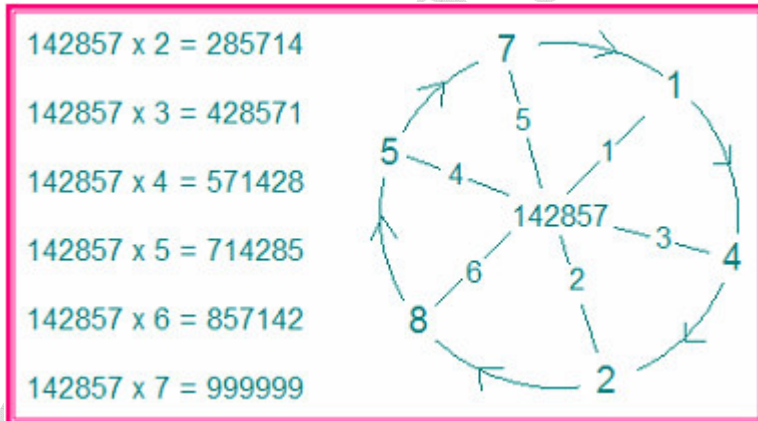 142857 x 2 = 285714
142857 x 3 = 428571
142857 x 4 = 571428
142857 x 5 = 714285
142857 x 6 = 857142
142857 x 7 = 999999
7
1
5
1
5
4
142857
3
4
6
2
8
2